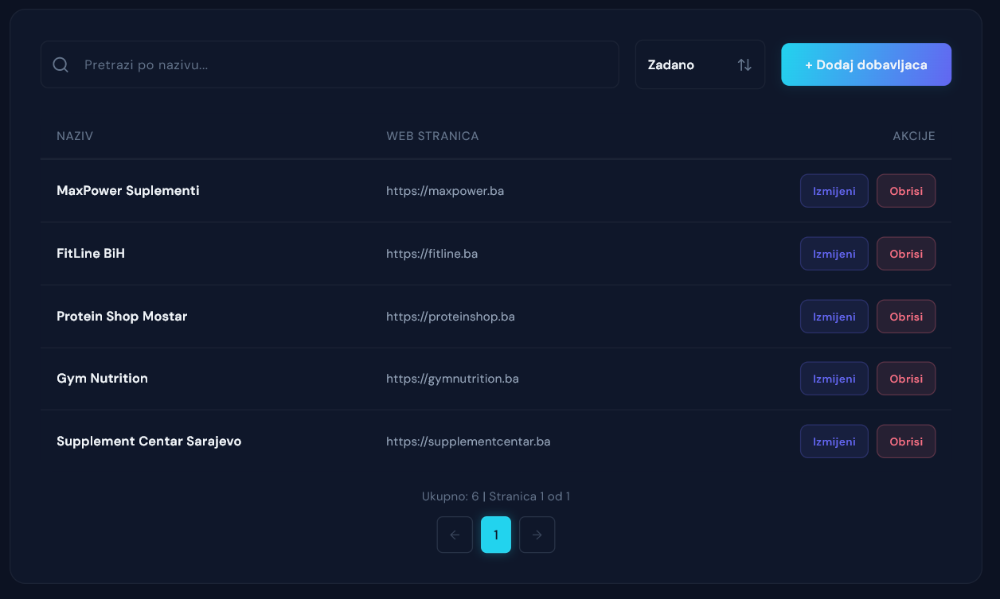 Pretrazi po nazivu...
Zadano
+ Dodaj dobavljaca
NAZIV WEB STRANICA AKCIJE
MaxPower Suplementi https://maxpower.ba Izmijeni Obrisi
FitLine BiH https://fitline.ba Izmijeni Obrisi
Protein Shop Mostar https://proteinshop.ba Izmijeni Obrisi
Gym Nutrition https://gymnutrition.ba Izmijeni Obrisi
Supplement Centar Sarajevo https://supplementcentar.ba Izmijeni Obrisi
Ukupno: 6 | Stranica 1 od 1
← 1 →